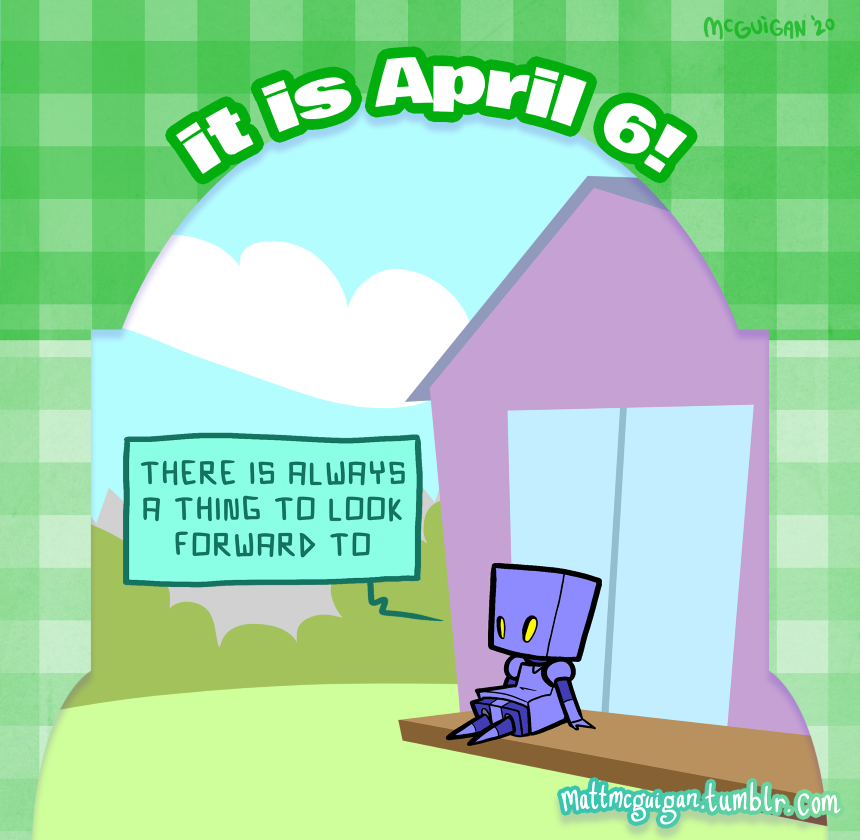 McGUiGAN '20
it is April 6!
THERE IS ALWAYS
A THING TO LOOK
FORWARD TO
mattmcguigan.tumblr.com